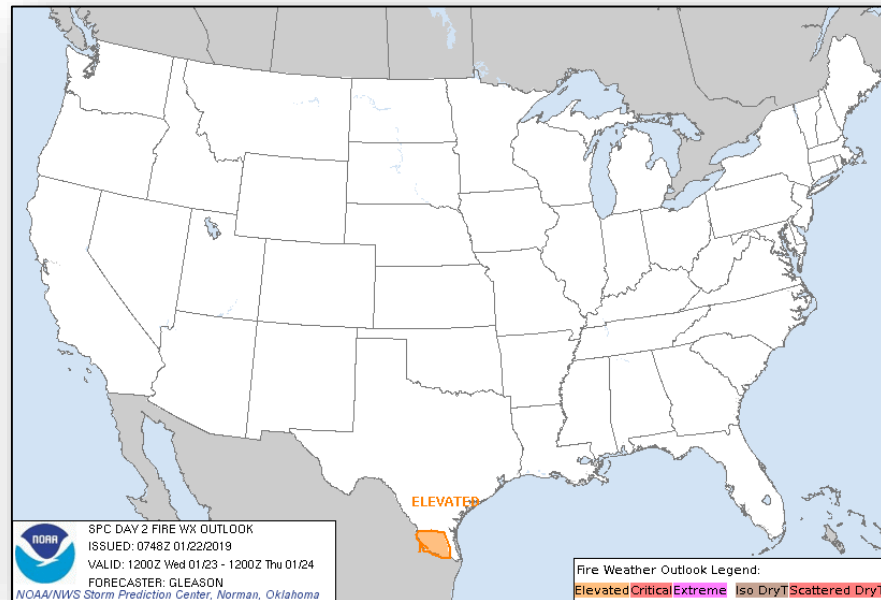 ELEVATED
NOAA
SPC DAY 2 FIRE WX OUTLOOK
ISSUED: 0748Z 01/22/2019
VALID: 1200Z Wed 01/23 - 1200Z Thu 01/24
FORECASTER: GLEASON
NOAA/NWS Storm Prediction Center, Norman, Oklahoma
Fire Weather Outlook Legend:
Elevated Critical Extreme Iso DryT Scattered DryT